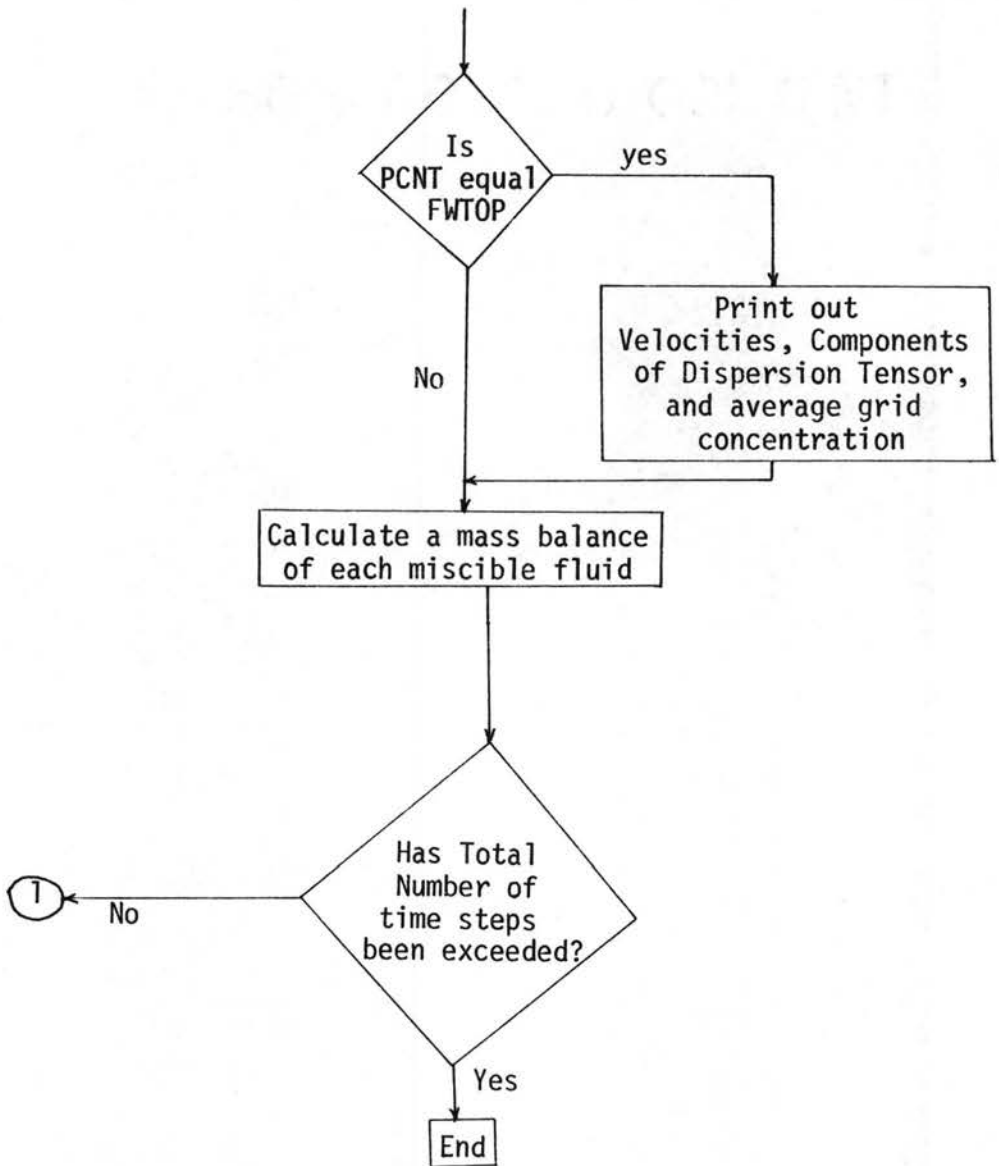 Is
PCNT equal
FWTOP
yes
Print out
Velocities, Components
of Dispersion Tensor,
and average grid
concentration
No
Calculate a mass balance
of each miscible fluid
Has Total
Number of
time steps
been exceeded?
1
No
Yes
End